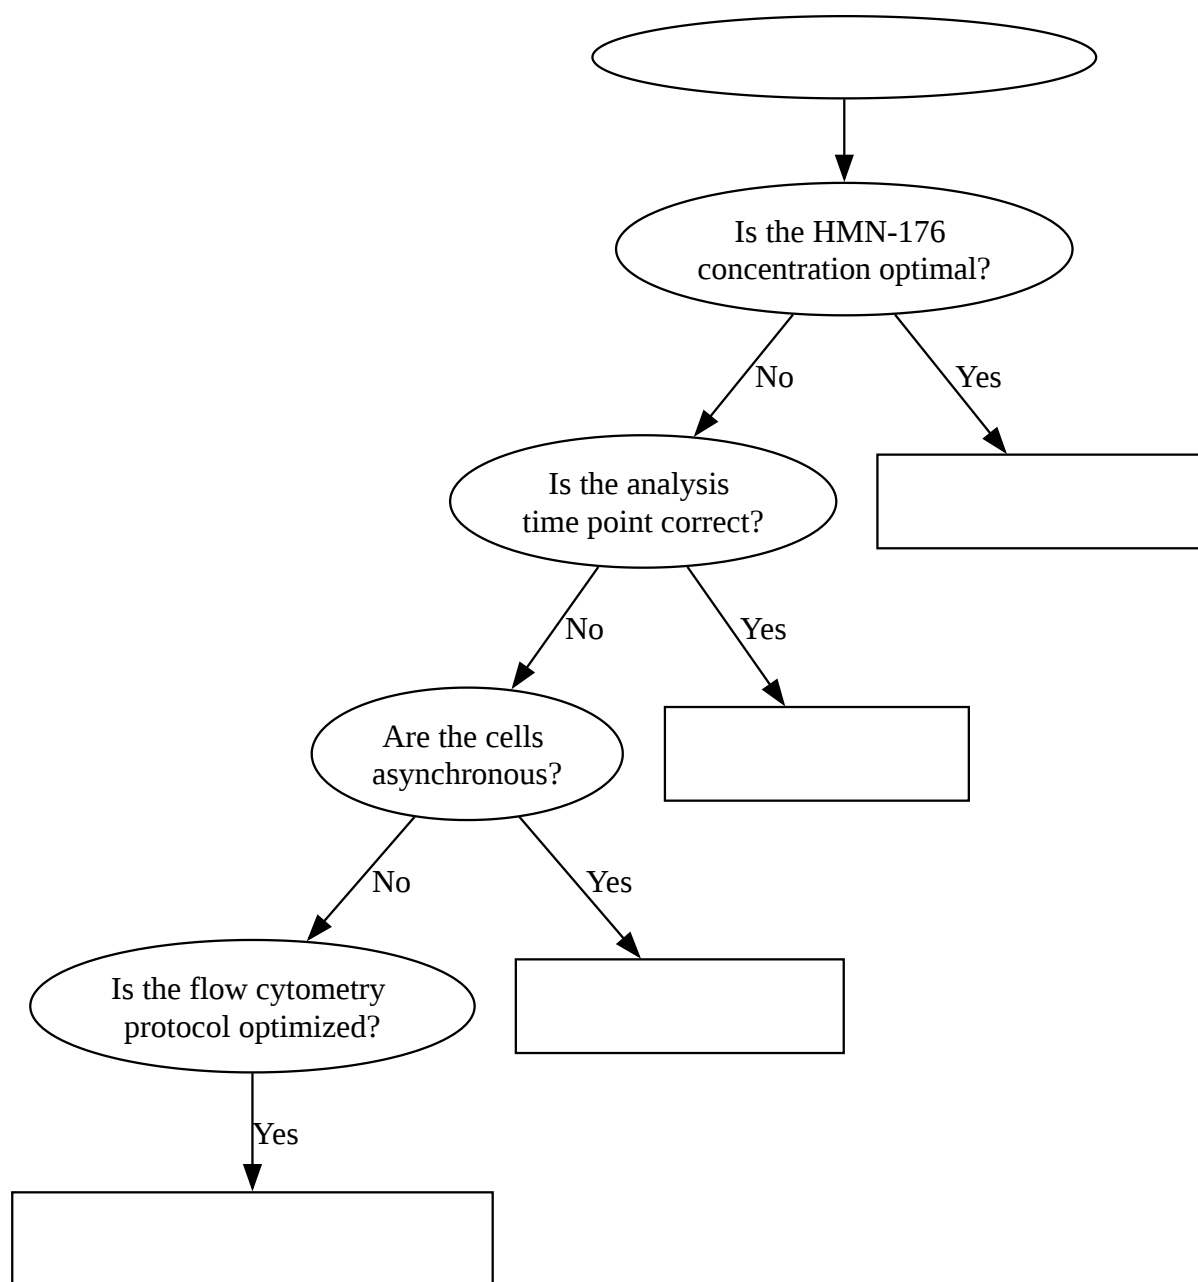 Is the HMN-176
concentration optimal?
No
Yes
Is the analysis
time point correct?
No
Yes
Are the cells
asynchronous?
No
Yes
Is the flow cytometry
protocol optimized?
Yes